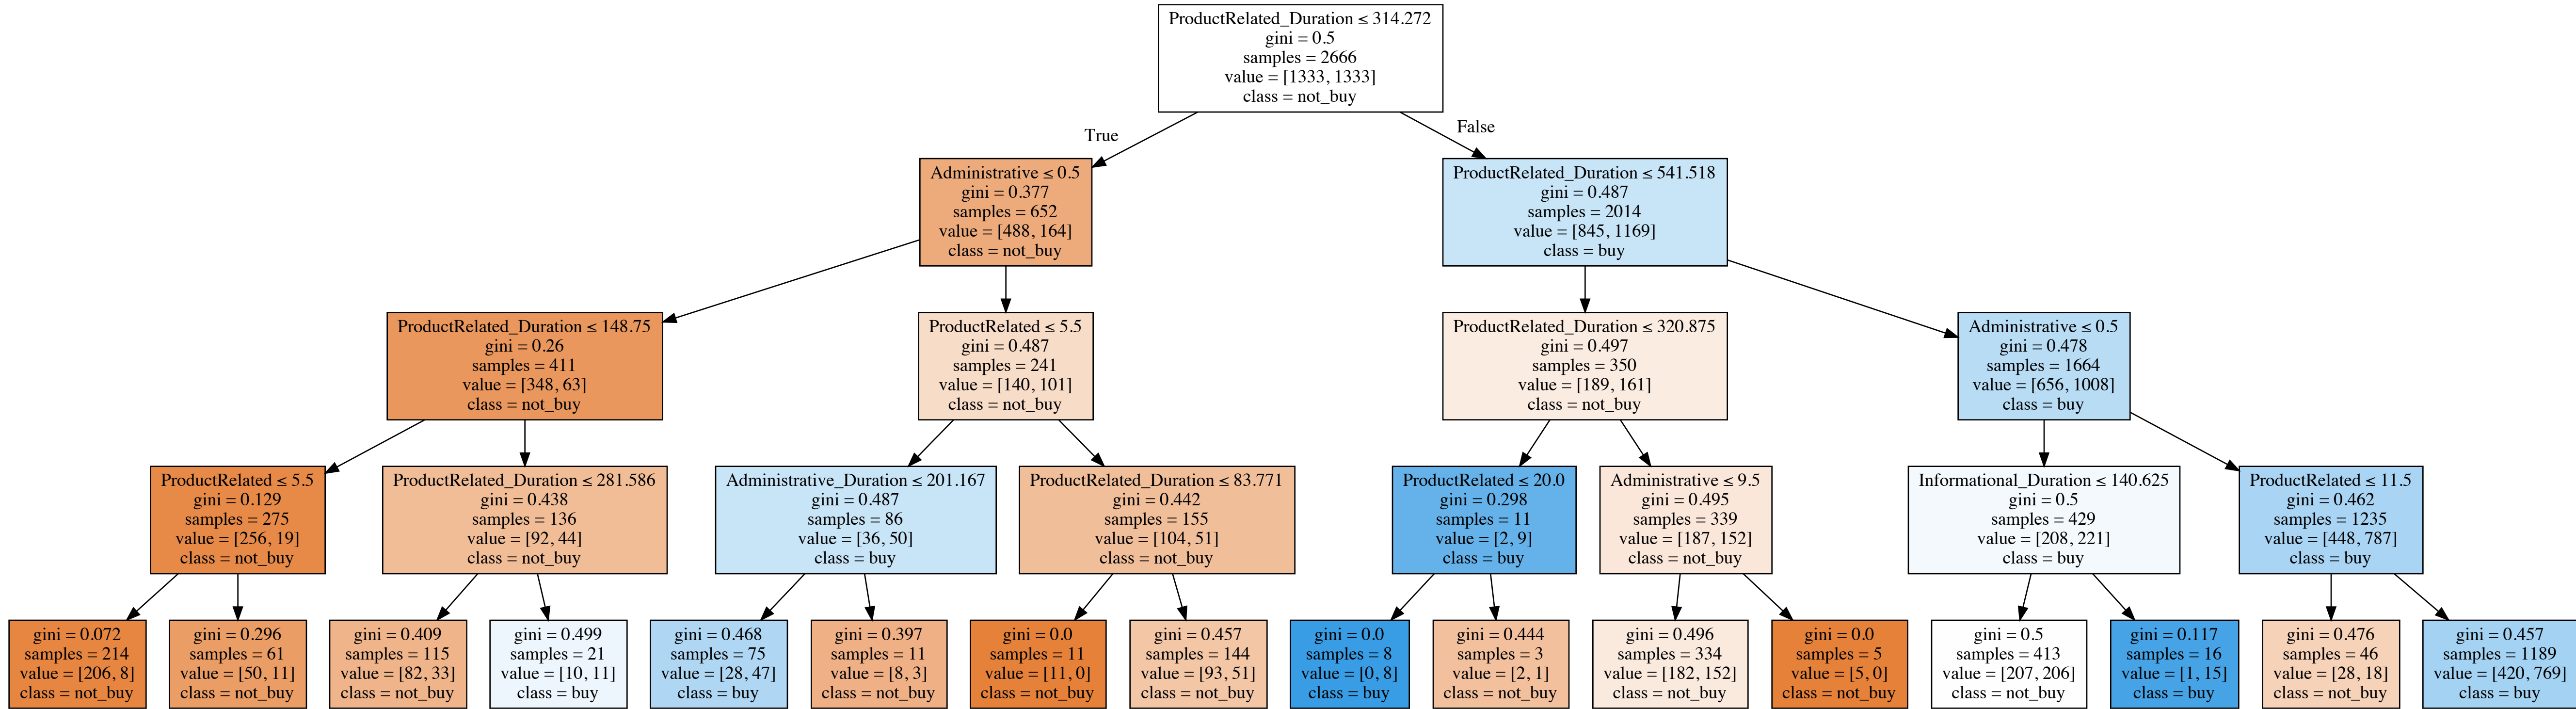 ProductRelated_Duration ≤ 314.272
gini = 0.5
samples = 2666
value = [1333, 1333]
class = not_buy
True
False
Administrative ≤ 0.5
gini = 0.377
samples = 652
value = [488, 164]
class = not_buy
ProductRelated_Duration ≤ 541.518
gini = 0.487
samples = 2014
value = [845, 1169]
class = buy
ProductRelated_Duration ≤ 148.75
gini = 0.26
samples = 411
value = [348, 63]
class = not_buy
ProductRelated ≤ 5.5
gini = 0.487
samples = 241
value = [140, 101]
class = not_buy
ProductRelated_Duration ≤ 320.875
gini = 0.497
samples = 350
value = [189, 161]
class = not_buy
Administrative ≤ 0.5
gini = 0.478
samples = 1664
value = [656, 1008]
class = buy
ProductRelated ≤ 5.5
gini = 0.129
samples = 275
value = [256, 19]
class = not_buy
ProductRelated_Duration ≤ 281.586
gini = 0.438
samples = 136
value = [92, 44]
class = not_buy
Administrative_Duration ≤ 201.167
gini = 0.487
samples = 86
value = [36, 50]
class = buy
ProductRelated_Duration ≤ 83.771
gini = 0.442
samples = 155
value = [104, 51]
class = not_buy
ProductRelated ≤ 20.0
gini = 0.298
samples = 11
value = [2, 9]
class = buy
Administrative ≤ 9.5
gini = 0.495
samples = 339
value = [187, 152]
class = not_buy
Informational_Duration ≤ 140.625
gini = 0.5
samples = 429
value = [208, 221]
class = buy
ProductRelated ≤ 11.5
gini = 0.462
samples = 1235
value = [448, 787]
class = buy
gini = 0.072
samples = 214
value = [206, 8]
class = not_buy
gini = 0.296
samples = 61
value = [50, 11]
class = not_buy
gini = 0.409
samples = 115
value = [82, 33]
class = not_buy
gini = 0.499
samples = 21
value = [10, 11]
class = buy
gini = 0.468
samples = 75
value = [28, 47]
class = buy
gini = 0.397
samples = 11
value = [8, 3]
class = not_buy
gini = 0.0
samples = 11
value = [11, 0]
class = not_buy
gini = 0.457
samples = 144
value = [93, 51]
class = not_buy
gini = 0.0
samples = 8
value = [0, 8]
class = buy
gini = 0.444
samples = 3
value = [2, 1]
class = not_buy
gini = 0.496
samples = 334
value = [182, 152]
class = not_buy
gini = 0.0
samples = 5
value = [5, 0]
class = not_buy
gini = 0.5
samples = 413
value = [207, 206]
class = not_buy
gini = 0.117
samples = 16
value = [1, 15]
class = buy
gini = 0.476
samples = 46
value = [28, 18]
class = not_buy
gini = 0.457
samples = 1189
value = [420, 769]
class = buy